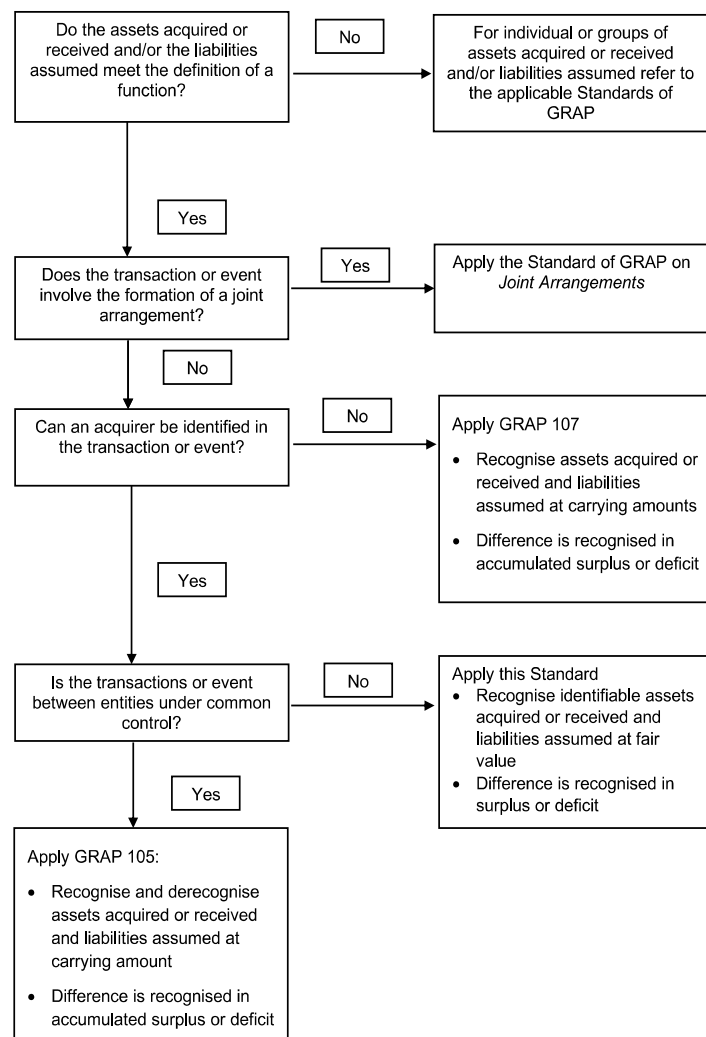 Do the assets acquired or
received and/or the liabilities
assumed meet the definition of a
function?
No
For individual or groups of
assets acquired or received
and/or liabilities assumed refer to
the applicable Standards of
GRAP
Yes
Does the transaction or event
involve the formation of a joint
arrangement?
Yes
Apply the Standard of GRAP on
Joint Arrangements
No
Can an acquirer be identified in
the transaction or event?
No
Apply GRAP 107
• Recognise assets acquired or
received and liabilities
assumed at carrying amounts
• Difference is recognised in
accumulated surplus or deficit
Yes
Is the transactions or event
between entities under common
control?
No
Apply this Standard
• Recognise identifiable assets
acquired or received and
liabilities assumed at fair
value
• Difference is recognised in
surplus or deficit
Yes
Apply GRAP 105:
• Recognise and derecognise
assets acquired or received
and liabilities assumed at
carrying amount
• Difference is recognised in
accumulated surplus or deficit